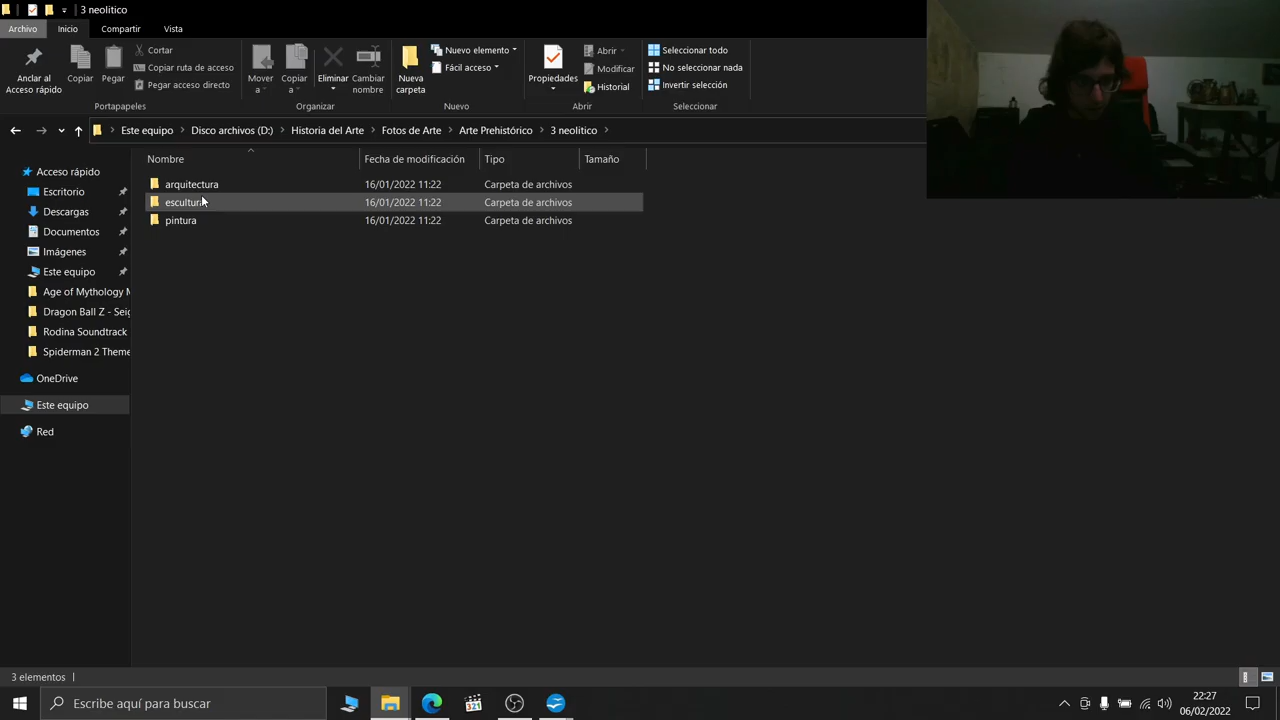 3 neolitico
Archivo Inicio Compartir Vista
Anclar al Acceso rápido
Copiar
Pegar
Cortar
Copiar ruta de acceso
Pegar acceso directo
Portapapeles
Mover a
Copiar a
Eliminar
Cambiar nombre
Organizar
Nueva carpeta
Nuevo elemento
Fácil acceso
Nuevo
Propiedades
Abrir
Modificar
Historial
Abrir
Seleccionar todo
No seleccionar nada
Invertir selección
Seleccionar
Este equipo > Disco archivos (D:) > Historia del Arte > Fotos de Arte > Arte Prehistórico > 3 neolitico >
Nombre Fecha de modificación Tipo Tamaño
arquitectura 16/01/2022 11:22 Carpeta de archivos
escultura 16/01/2022 11:22 Carpeta de archivos
pintura 16/01/2022 11:22 Carpeta de archivos
Acceso rápido
Escritorio
Descargas
Documentos
Imágenes
Este equipo
Age of Mythology M
Dragon Ball Z - Seig
Rodina Soundtrack
Spiderman 2 Theme
OneDrive
Este equipo
Red
3 elementos
Escribe aquí para buscar
321
22:27
06/02/2022